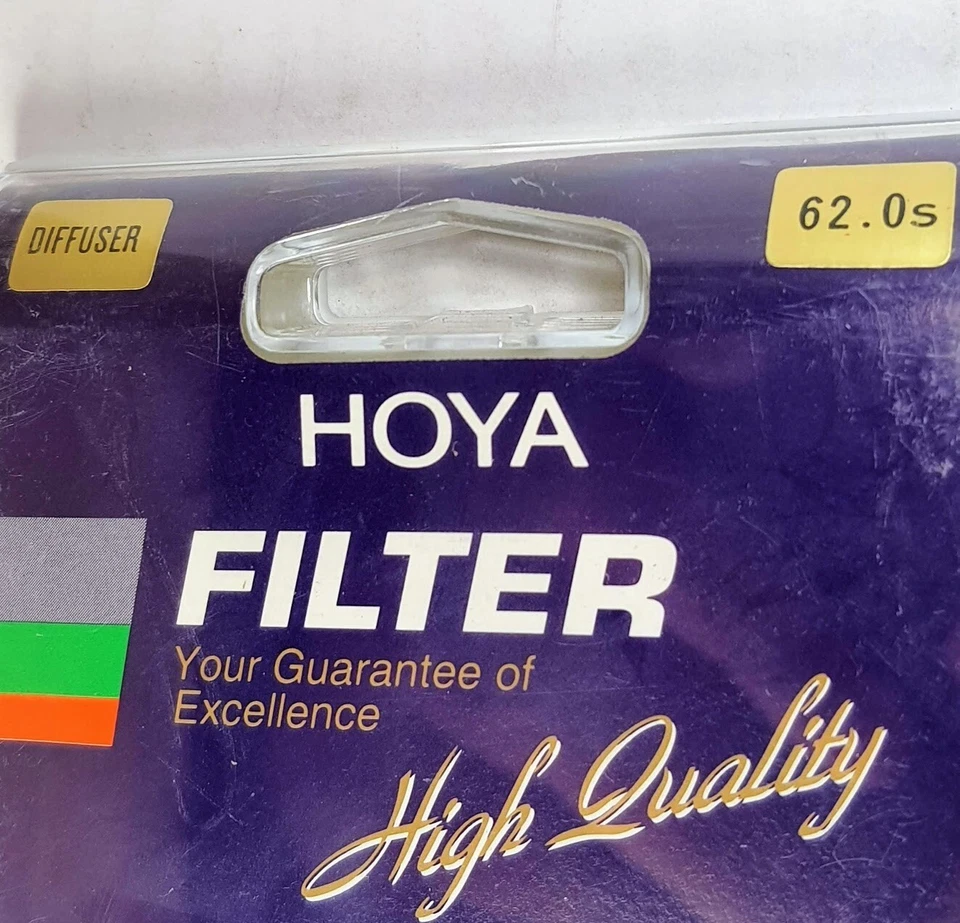 DIFFUSER
62.0s
HOYA
FILTER
Your Guarantee of
Excellence
High Quality